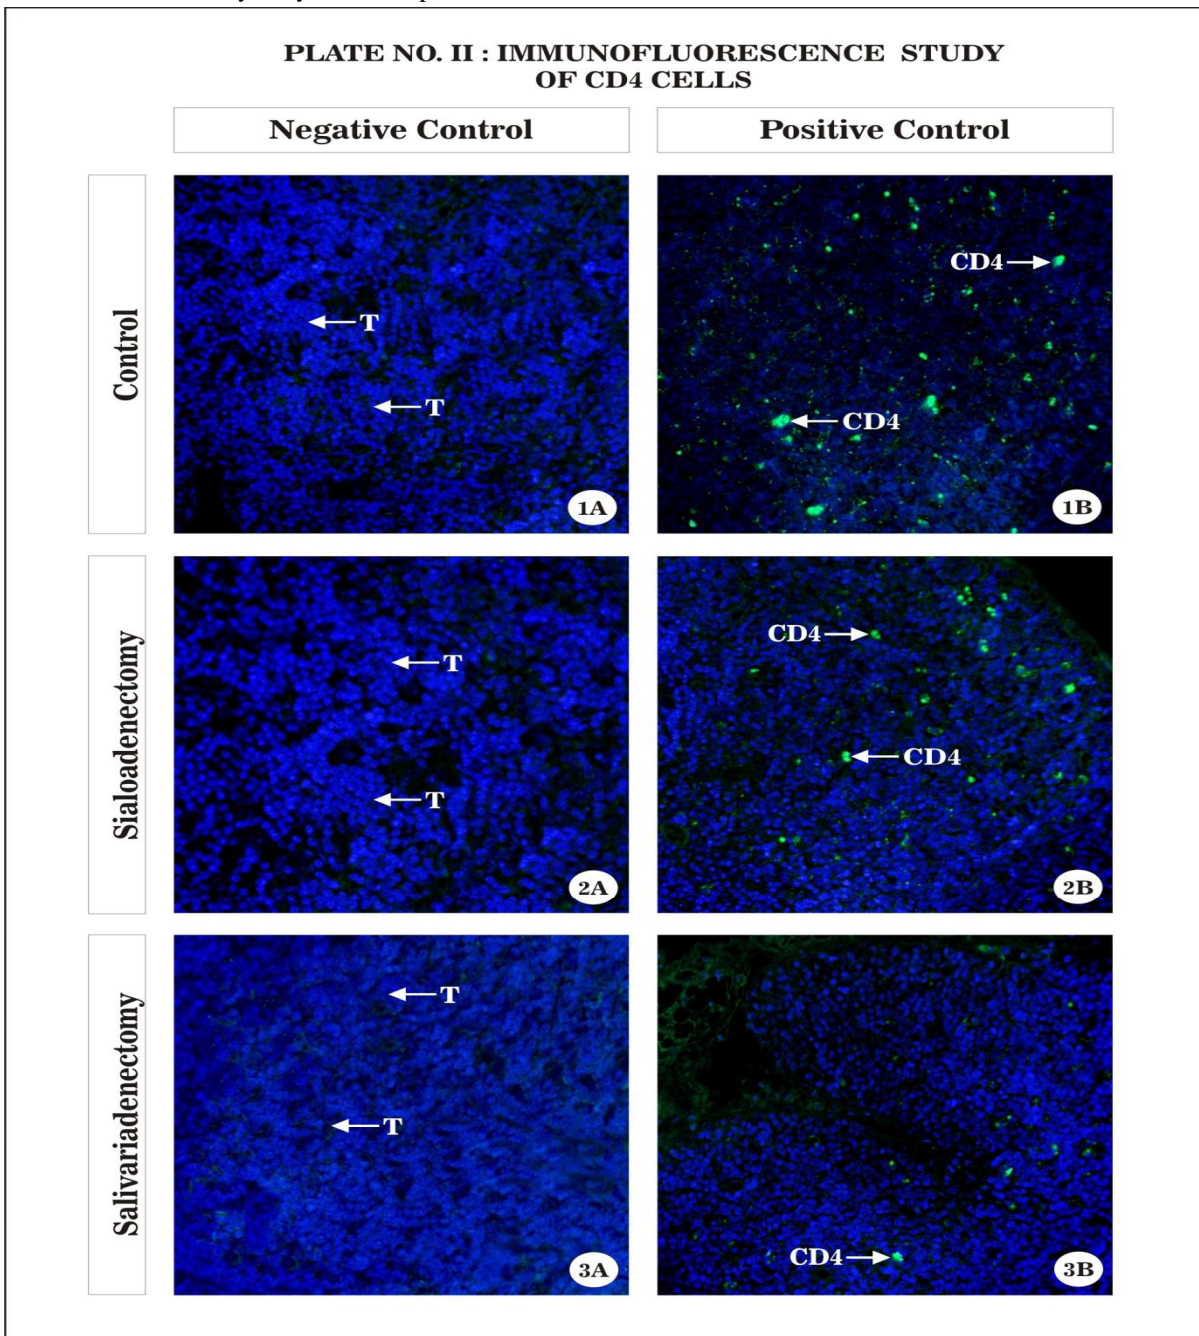 PLATE NO. II : IMMUNOFLUORESCENCE STUDY
OF CD4 CELLS
Negative Control
Positive Control
Control
T
T
1A
CD4
CD4
1B
Sialoadenectomy
T
T
2A
CD4
CD4
2B
Salivariadenectomy
T
T
3A
CD4
3B